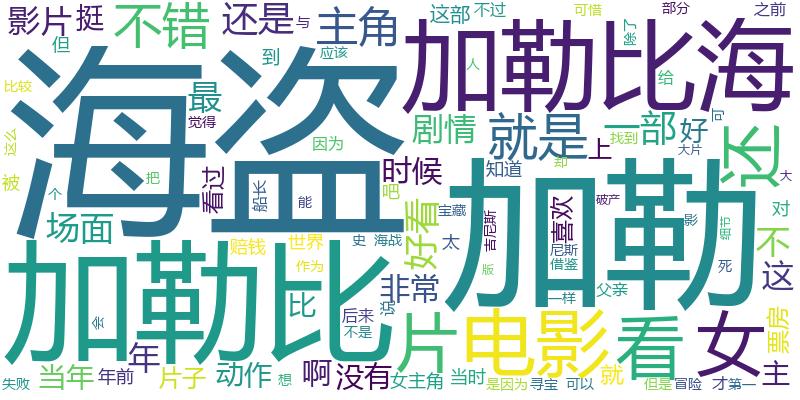 影片
挺
不错
还是
主角
这部
不过
可惜
部分
之前
但
与
应该
除了
加勒比海
到
比较
海盗
最
人
给
觉得
剧情
就是
一部
好
可
因为
找到
大片
上
还
这么
时候
知道
却
被
把
看过
个
船长
能
吧
好看
宝藏
吉尼斯
喜欢
破产
加勒
影
细节
大
对
场面
太
不
赔钱
世界
史
海战
尼斯
借鉴
加勒比
作为
非常
版
死
这
比
说
一样
父亲
会
后来
不是
片
电影
看
女
票房
年
主
失败
当年
年前
片子
动作
想
啊
没有
女主角
当时
是因为
寻宝
可以
就
但是
冒险
才
第一